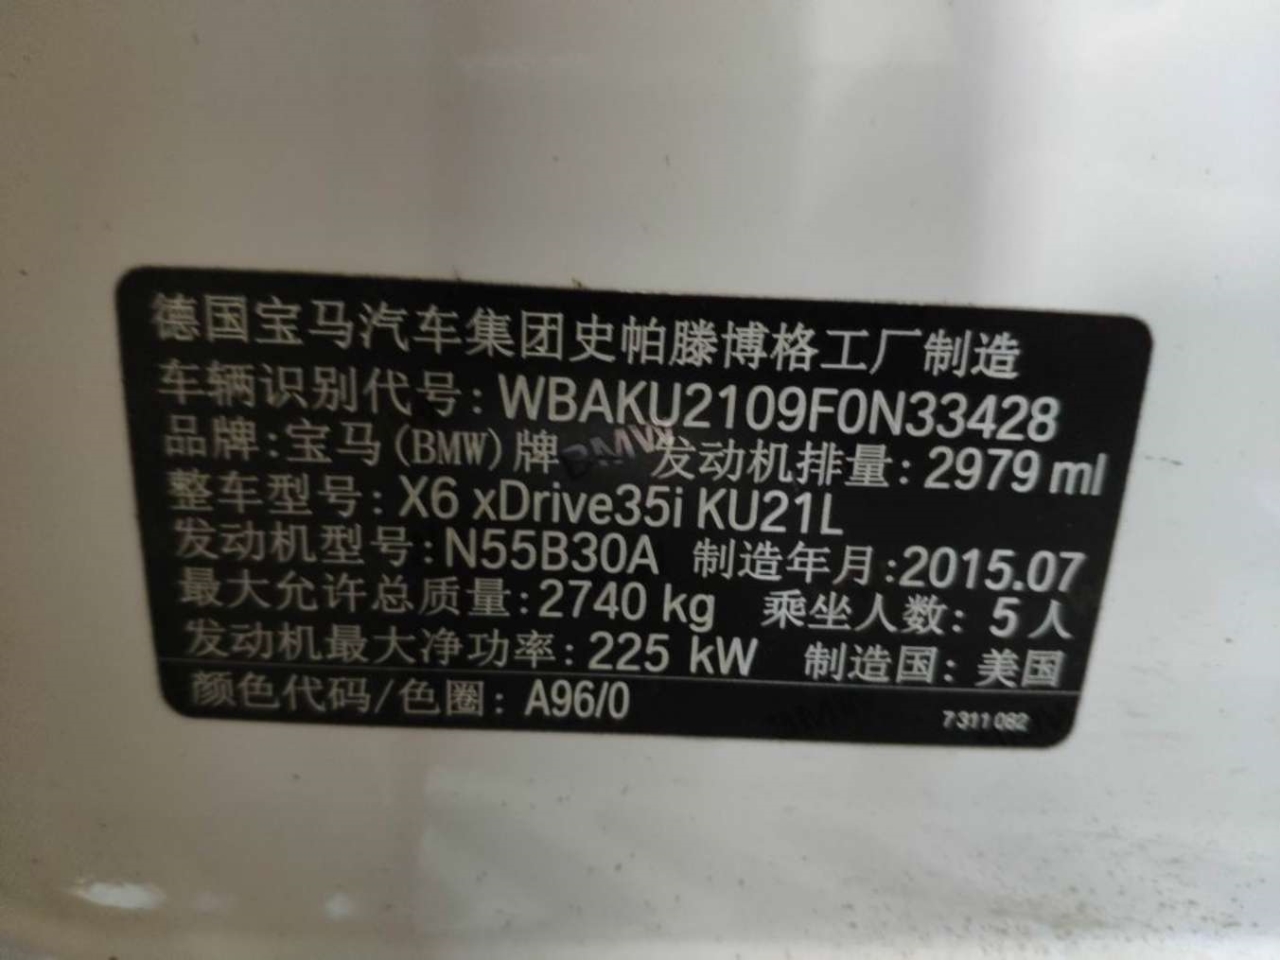 德国宝马汽车集团史帕滕博格工厂制造
车辆识别代号: WBAKU2109F0N33428
品牌:宝马(BMW)牌 BMW 发动机排量: 2979 ml
整车型号: X6 xDrive35i KU21L
发动机型号:N55B30A 制造年月:2015.07
最大允许总质量:2740 kg 乘坐人数: 5人
发动机最大净功率: 225 kW 制造国: 美国
颜色代码/色圈: A96/0 7 311 082